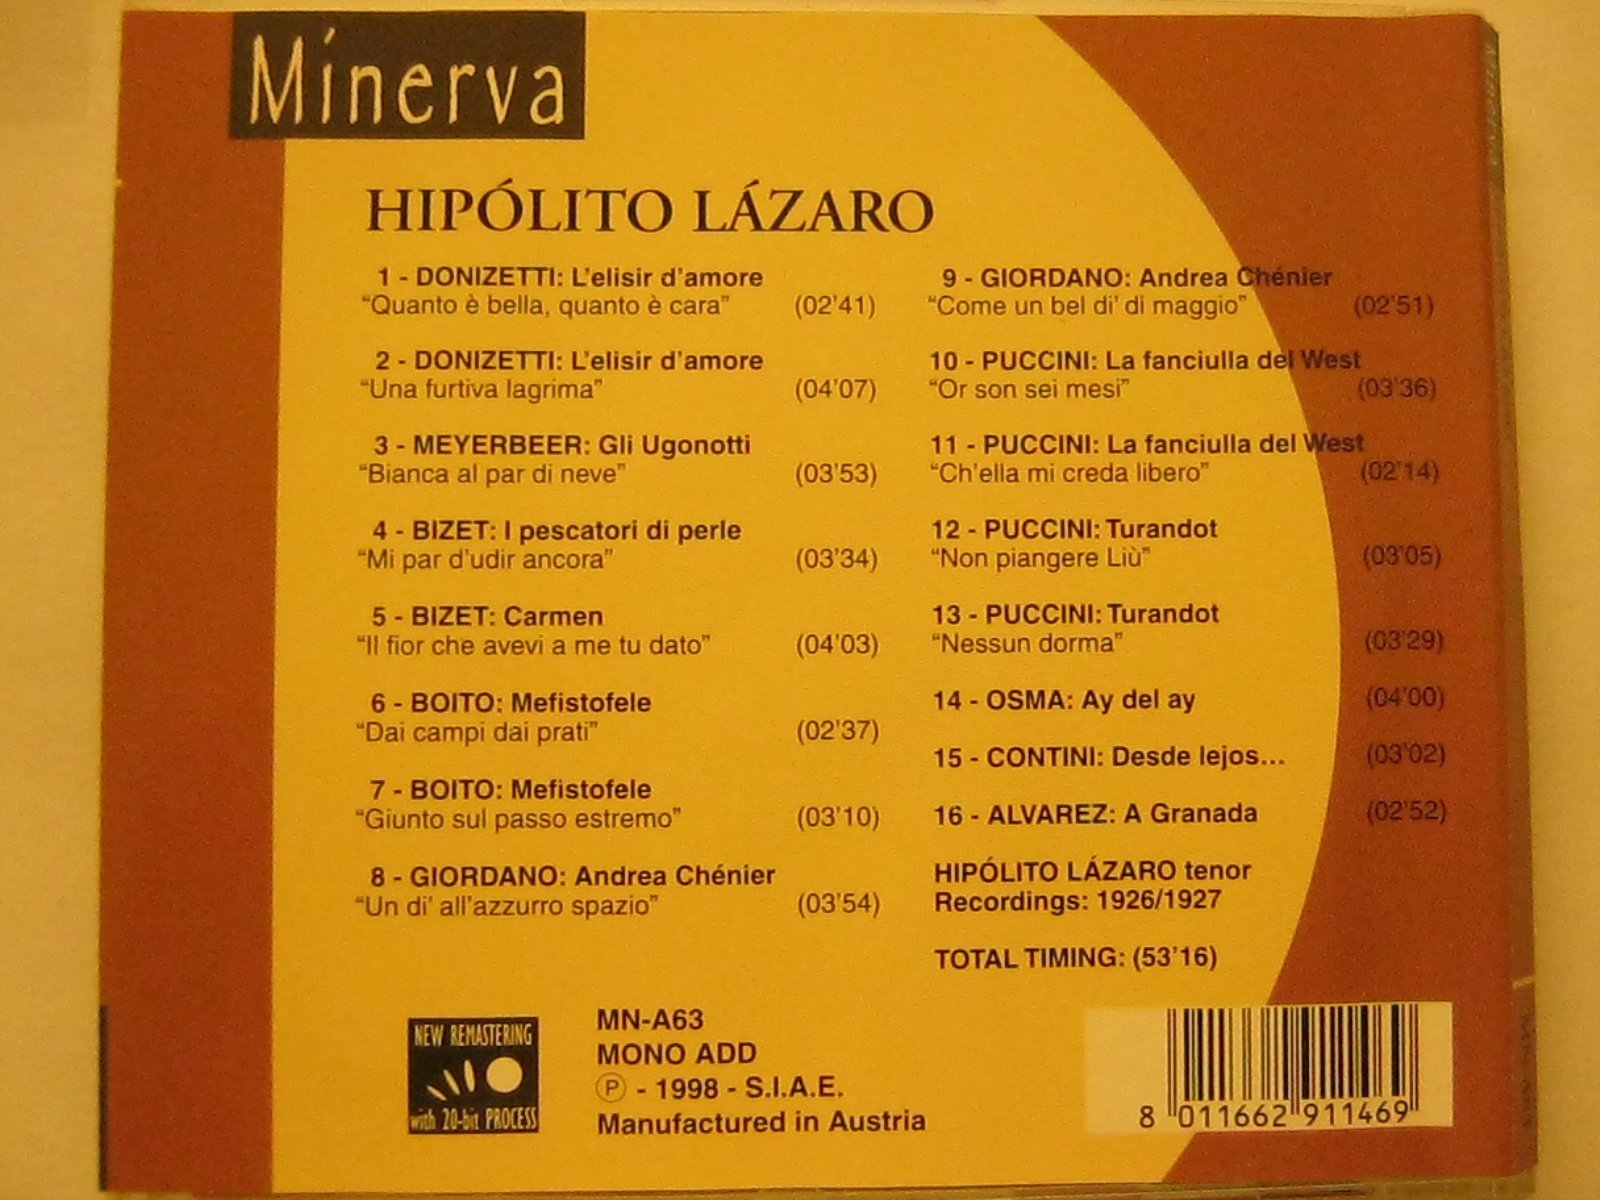 Minerva
HIPÓLITO LÁZARO
1 - DONIZETTI: L'elisir d'amore
“Quanto è bella, quanto è cara” (02'41)
2 - DONIZETTI: L'elisir d'amore
“Una furtiva lagrima” (04'07)
3 - MEYERBEER: Gli Ugonotti
“Bianca al par di neve” (03'53)
4 - BIZET: I pescatori di perle
“Mi par d'udir ancora” (03'34)
5 - BIZET: Carmen
“Il fior che avevi a me tu dato” (04'03)
6 - BOITO: Mefistofele
“Dai campi dai prati” (02'37)
7 - BOITO: Mefistofele
“Giunto sul passo estremo” (03'10)
8 - GIORDANO: Andrea Chénier
“Un di' all'azzurro spazio” (03'54)
9 - GIORDANO: Andrea Chénier
“Come un bel di' di maggio” (02'51)
10 - PUCCINI: La fanciulla del West
“Or son sei mesi” (03'36)
11 - PUCCINI: La fanciulla del West
“Ch'ella mi creda libero” (02'14)
12 - PUCCINI: Turandot
“Non piangere Liù” (03'05)
13 - PUCCINI: Turandot
“Nessun dorma” (03'29)
14 - OSMA: Ay del ay (04'00)
15 - CONTINI: Desde lejos... (03'02)
16 - ALVAREZ: A Granada (02'52)
HIPÓLITO LÁZARO tenor
Recordings: 1926/1927
TOTAL TIMING: (53'16)
NEW REMASTERING
with 20-bit PROCESS
MN-A63
MONO ADD
Ⓟ - 1998 - S.I.A.E.
Manufactured in Austria
8 011662 911469